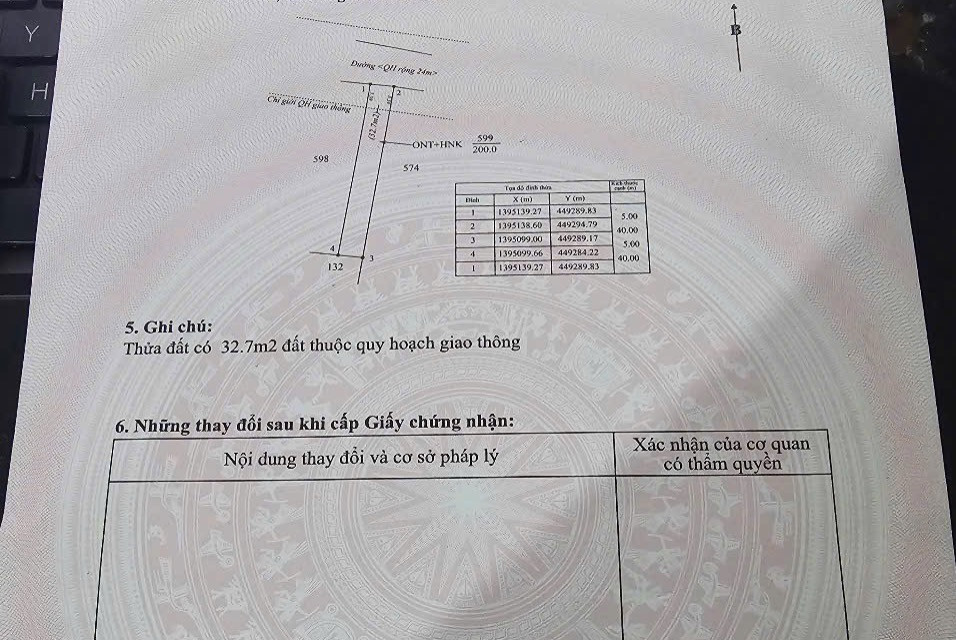 Y
H
B
Đường <QH rộng 24m>
1
2
Chỉ giới QH giao thông
(32.7m2)
ONT+HNK 599
200.0
598
574
4
3
132
Tọa độ đỉnh thửa Kích thước cạnh (m)
Đỉnh X (m) Y (m)
1 1395139.27 449289.83
5.00
2 1395138.60 449294.79
40.00
3 1395099.00 449289.17
5.00
4 1395099.66 449284.22
40.00
1 1395139.27 449289.83
5. Ghi chú:
Thửa đất có 32.7m2 đất thuộc quy hoạch giao thông
6. Những thay đổi sau khi cấp Giấy chứng nhận:
Nội dung thay đổi và cơ sở pháp lý
Xác nhận của cơ quan
có thẩm quyền